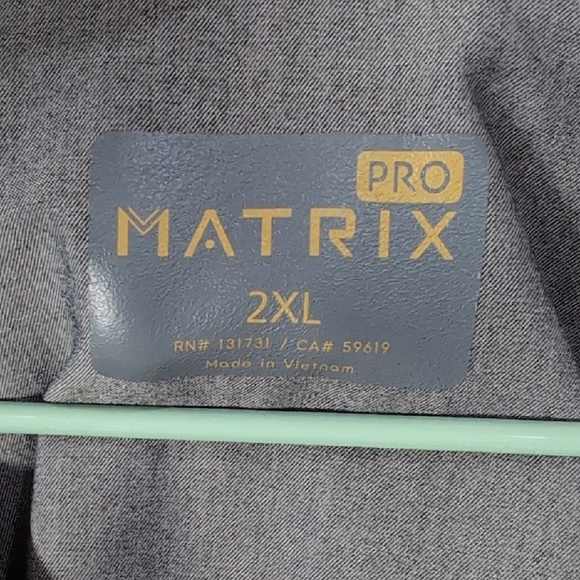 PRO
MATRIX
2XL
RN# 131731 / CA# 59619
Made in Vietnam